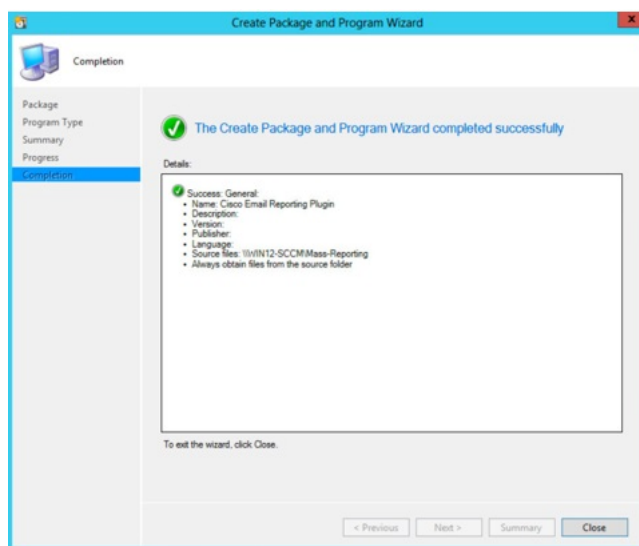 Create Package and Program Wizard
x
Completion
Package
Program Type
Summary
Progress
Completion
The Create Package and Program Wizard completed successfully
Details:
Success: General:
• Name: Cisco Email Reporting Plugin
• Description:
• Version:
• Publisher:
• Language:
• Source files: \\WIN12-SCCM\Mass-Reporting
• Always obtain files from the source folder
To exit the wizard, click Close.
< Previous
Next >
Summary
Close